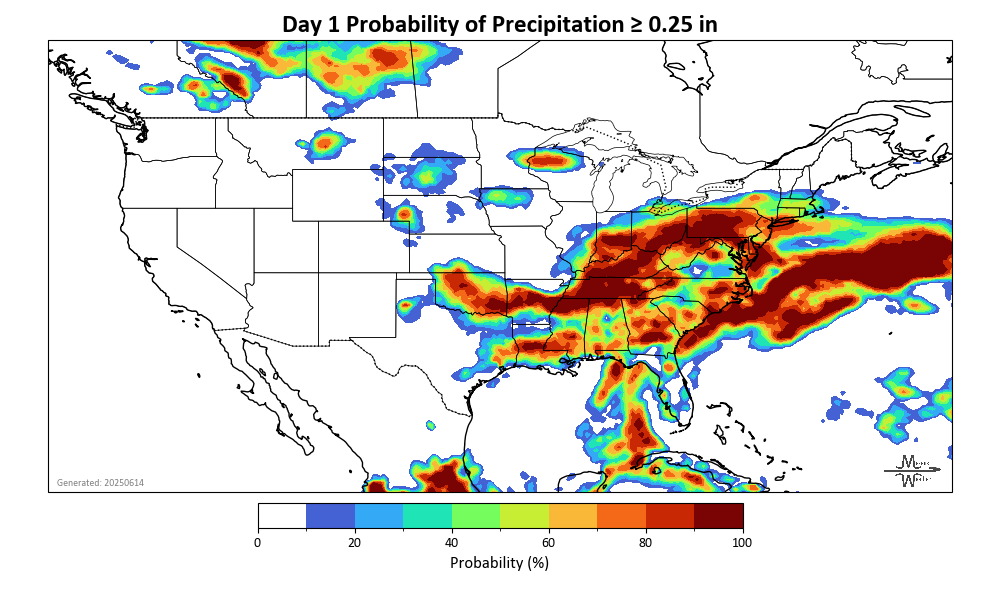 Day 1 Probability of Precipitation ≥ 0.25 in
Generated: 20250614
0 20 40 60 80 100
Probability (%)